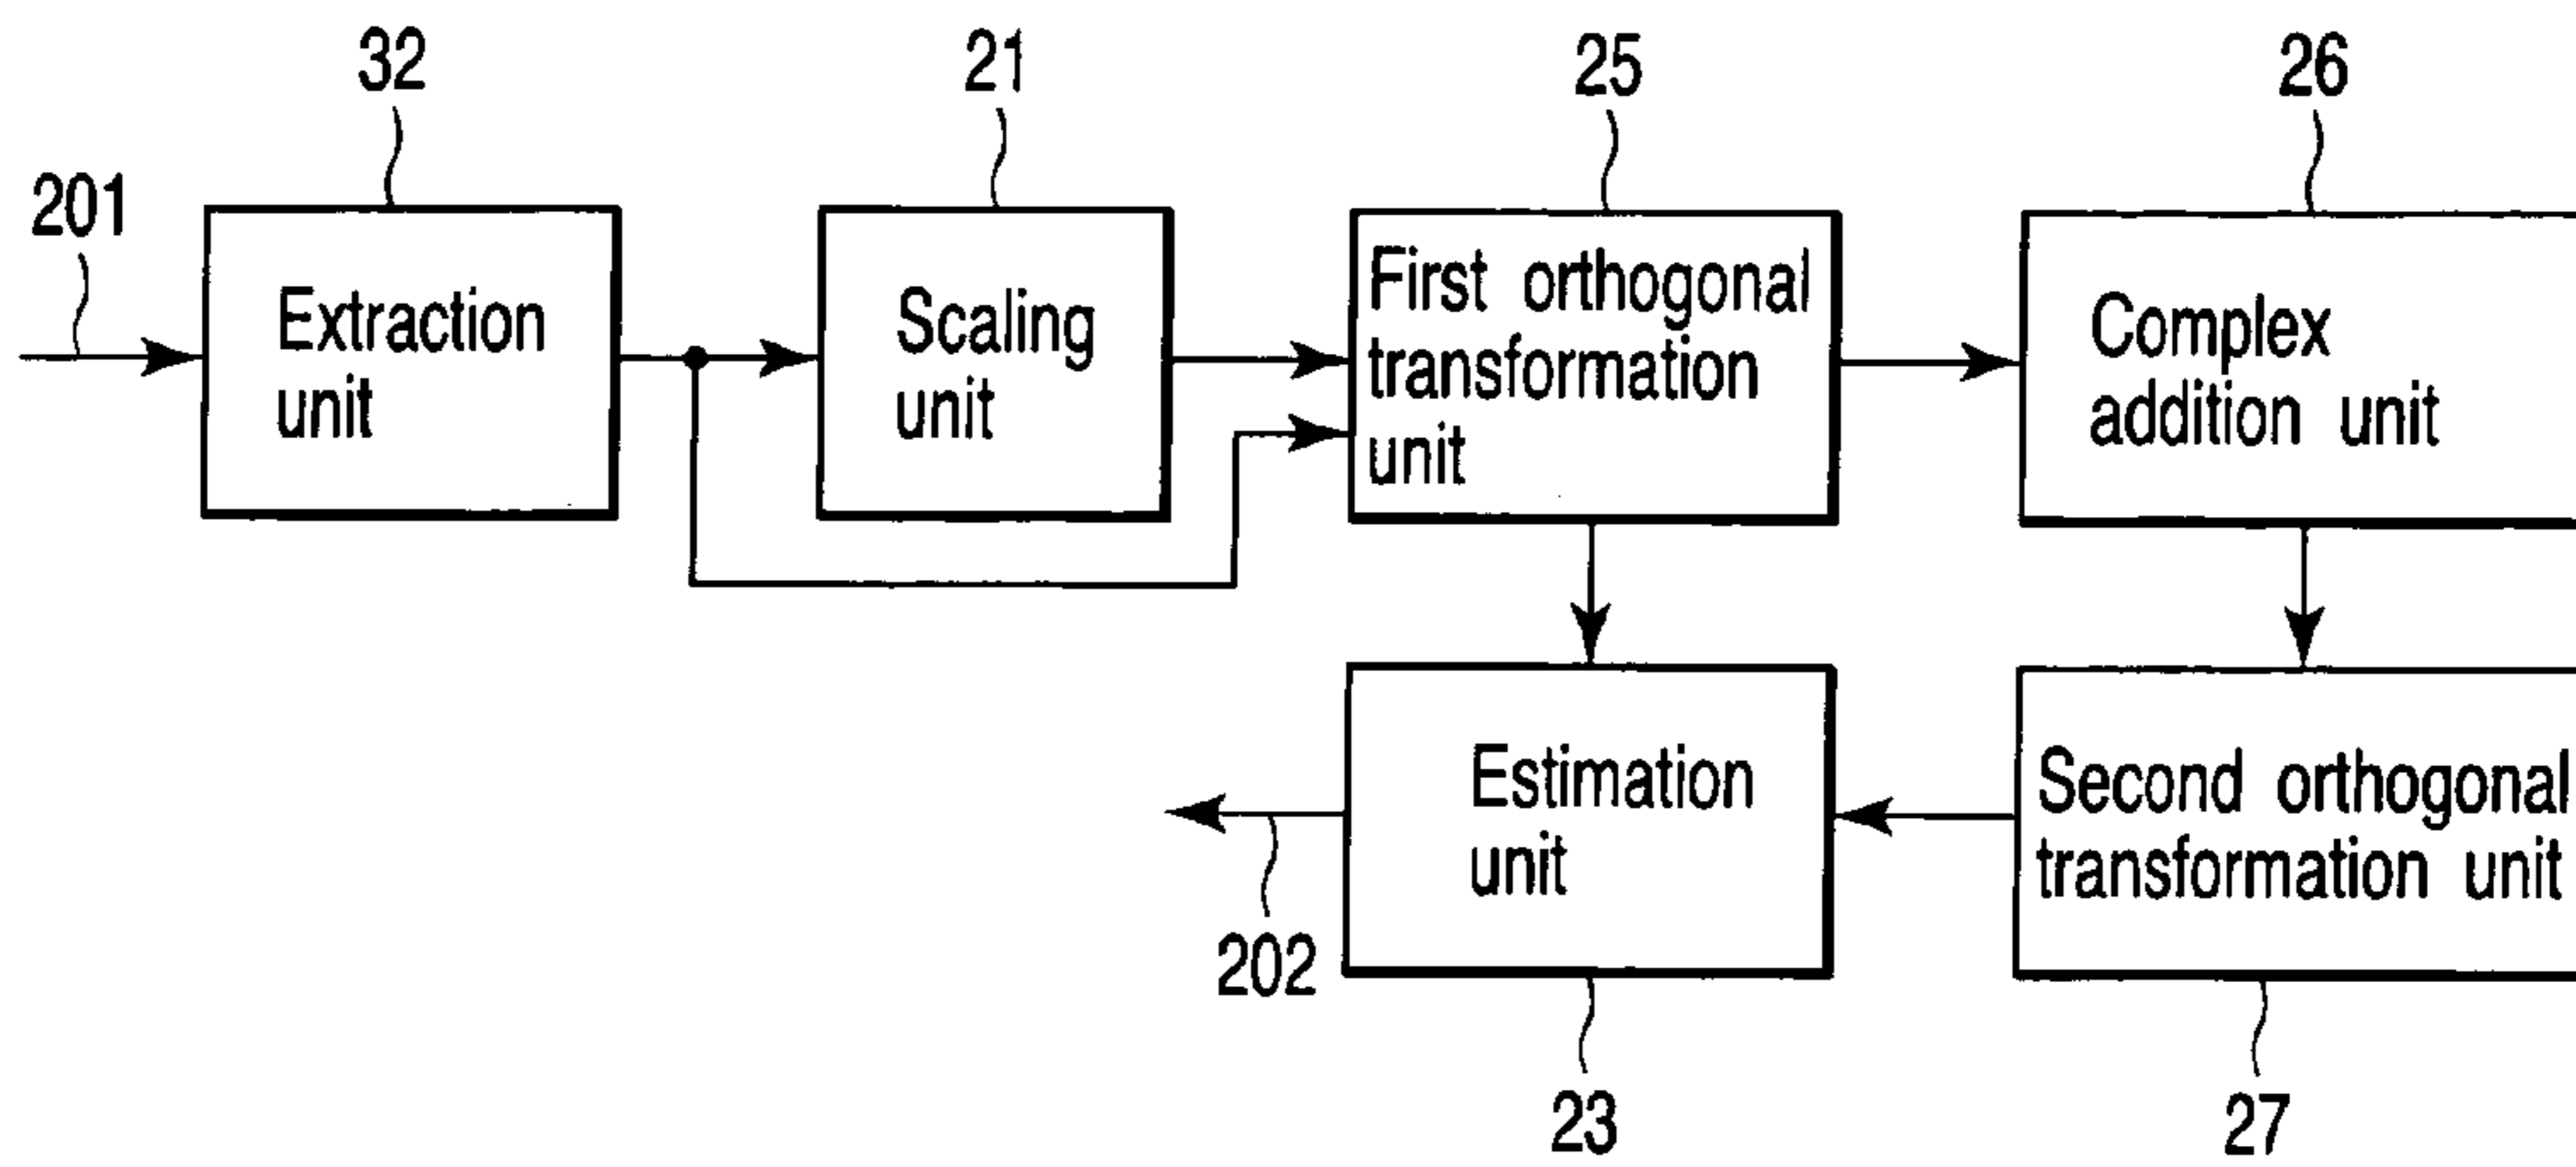 32
21
25
26
201
Extraction
unit
Scaling
unit
First orthogonal
transformation
unit
Complex
addition unit
Estimation
unit
Second orthogonal
transformation unit
202
23
27